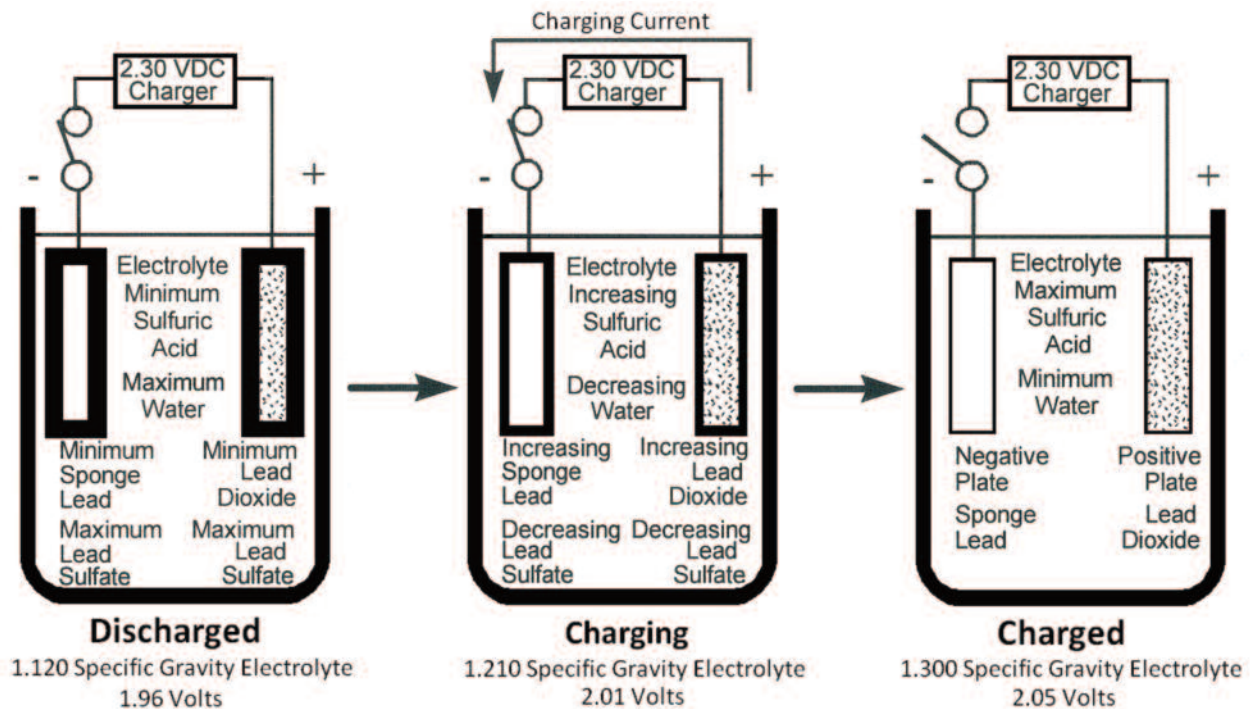 Charging Current
2.30 VDC
Charger
-
+
Electrolyte
Minimum
Sulfuric
Acid
Maximum
Water
Minimum
Sponge
Lead
Minimum
Lead
Dioxide
Maximum
Lead
Sulfate
Maximum
Lead
Sulfate
Discharged
1.120 Specific Gravity Electrolyte
1.96 Volts
2.30 VDC
Charger
-
+
Electrolyte
Increasing
Sulfuric
Acid
Decreasing
Water
Increasing
Sponge
Lead
Increasing
Lead
Dioxide
Decreasing
Lead
Sulfate
Decreasing
Lead
Sulfate
Charging
1.210 Specific Gravity Electrolyte
2.01 Volts
2.30 VDC
Charger
-
+
Electrolyte
Maximum
Sulfuric
Acid
Minimum
Water
Negative
Plate
Positive
Plate
Sponge
Lead
Lead
Dioxide
Charged
1.300 Specific Gravity Electrolyte
2.05 Volts